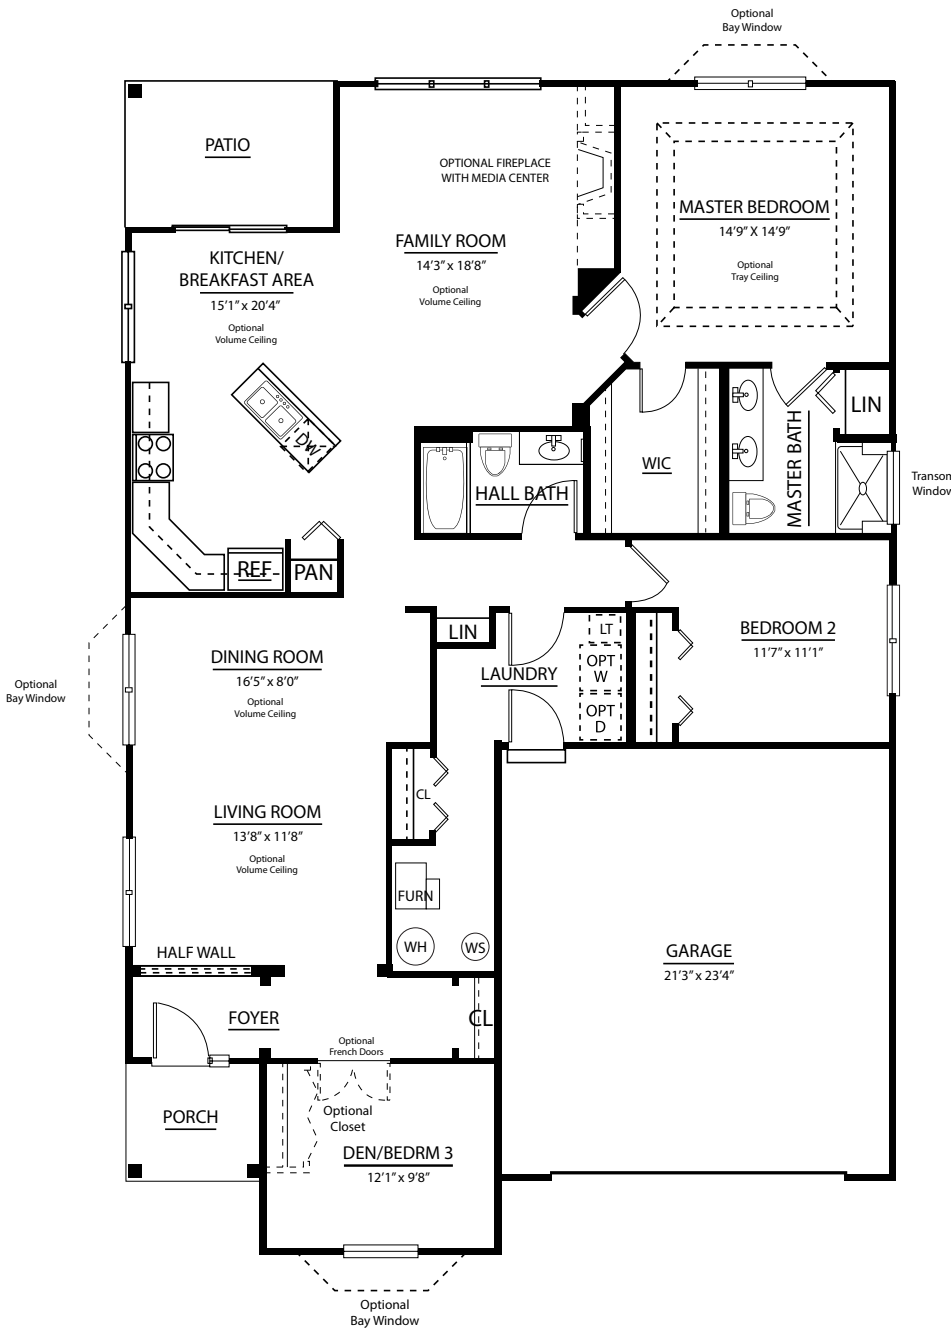 Optional
Bay Window
PATIO
OPTIONAL FIREPLACE
WITH MEDIA CENTER
MASTER BEDROOM
14’9” X 14’9”
Optional
Tray Ceiling
FAMILY ROOM
14’3” x 18’8”
Optional
Volume Ceiling
KITCHEN/
BREAKFAST AREA
15’1” x 20’4”
Optional
Volume Ceiling
DW
LIN
WIC
MASTER BATH
Transom
Window
HALL BATH
REF
PAN
LIN
LT
BEDROOM 2
11’7” x 11’1”
DINING ROOM
16’5” x 8’0”
Optional
Volume Ceiling
LAUNDRY
OPT
W
OPT
D
Optional
Bay Window
CL
LIVING ROOM
13’8” x 11’8”
Optional
Volume Ceiling
FURN
WH
WS
HALF WALL
GARAGE
21’3” x 23’4”
FOYER
CL
Optional
French Doors
PORCH
Optional
Closet
DEN/BEDRM 3
12’1” x 9’8”
Optional
Bay Window